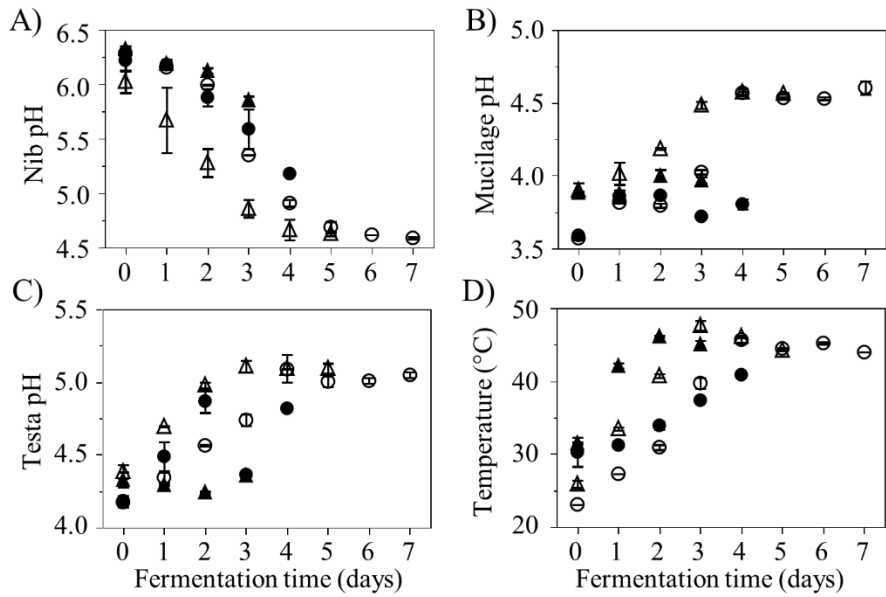 A)
Nib pH
6.5
6.0
5.5
5.0
4.5
0 1 2 3 4 5 6 7
B)
Mucilage pH
5.0
4.5
4.0
3.5
0 1 2 3 4 5 6 7
C)
Testa pH
5.5
5.0
4.5
4.0
0 1 2 3 4 5 6 7
Fermentation time (days)
D)
Temperature (°C)
50
40
30
20
0 1 2 3 4 5 6 7
Fermentation time (days)